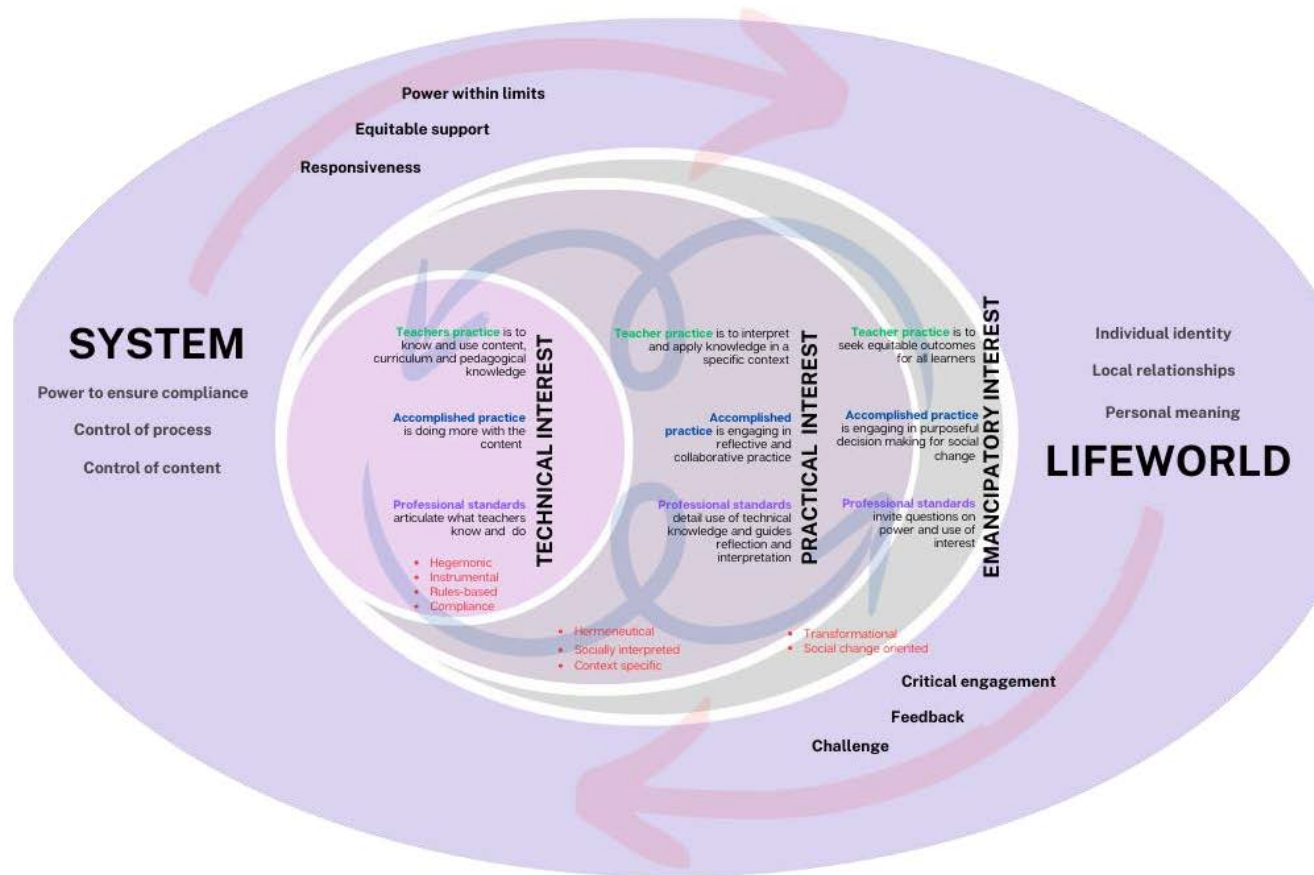 Power within limits
Equitable support
Responsiveness
SYSTEM
Power to ensure compliance
Control of process
Control of content
Teachers practice is to
know and use content,
curriculum and pedagogical
knowledge
Accomplished practice
is doing more with the
content
Professional standards
articulate what teachers
know and do
• Hegemonic
• Instrumental
• Rules-based
• Compliance
TECHNICAL INTEREST
Teacher practice is to interpret
and apply knowledge in a
specific context
Accomplished
practice is engaging in
reflective and
collaborative practice
Professional standards
detail use of technical
knowledge and guides
reflection and
interpretation
• Hermeneutical
• Socially interpreted
• Context specific
PRACTICAL INTEREST
Teacher practice is to
seek equitable outcomes
for all learners
Accomplished practice
is engaging in purposeful
decision making for social
change
Professional standards
invite questions on
power and use of
interest
• Transformational
• Social change oriented
EMANCIPATORY INTEREST
Individual identity
Local relationships
Personal meaning
LIFEWORLD
Critical engagement
Feedback
Challenge